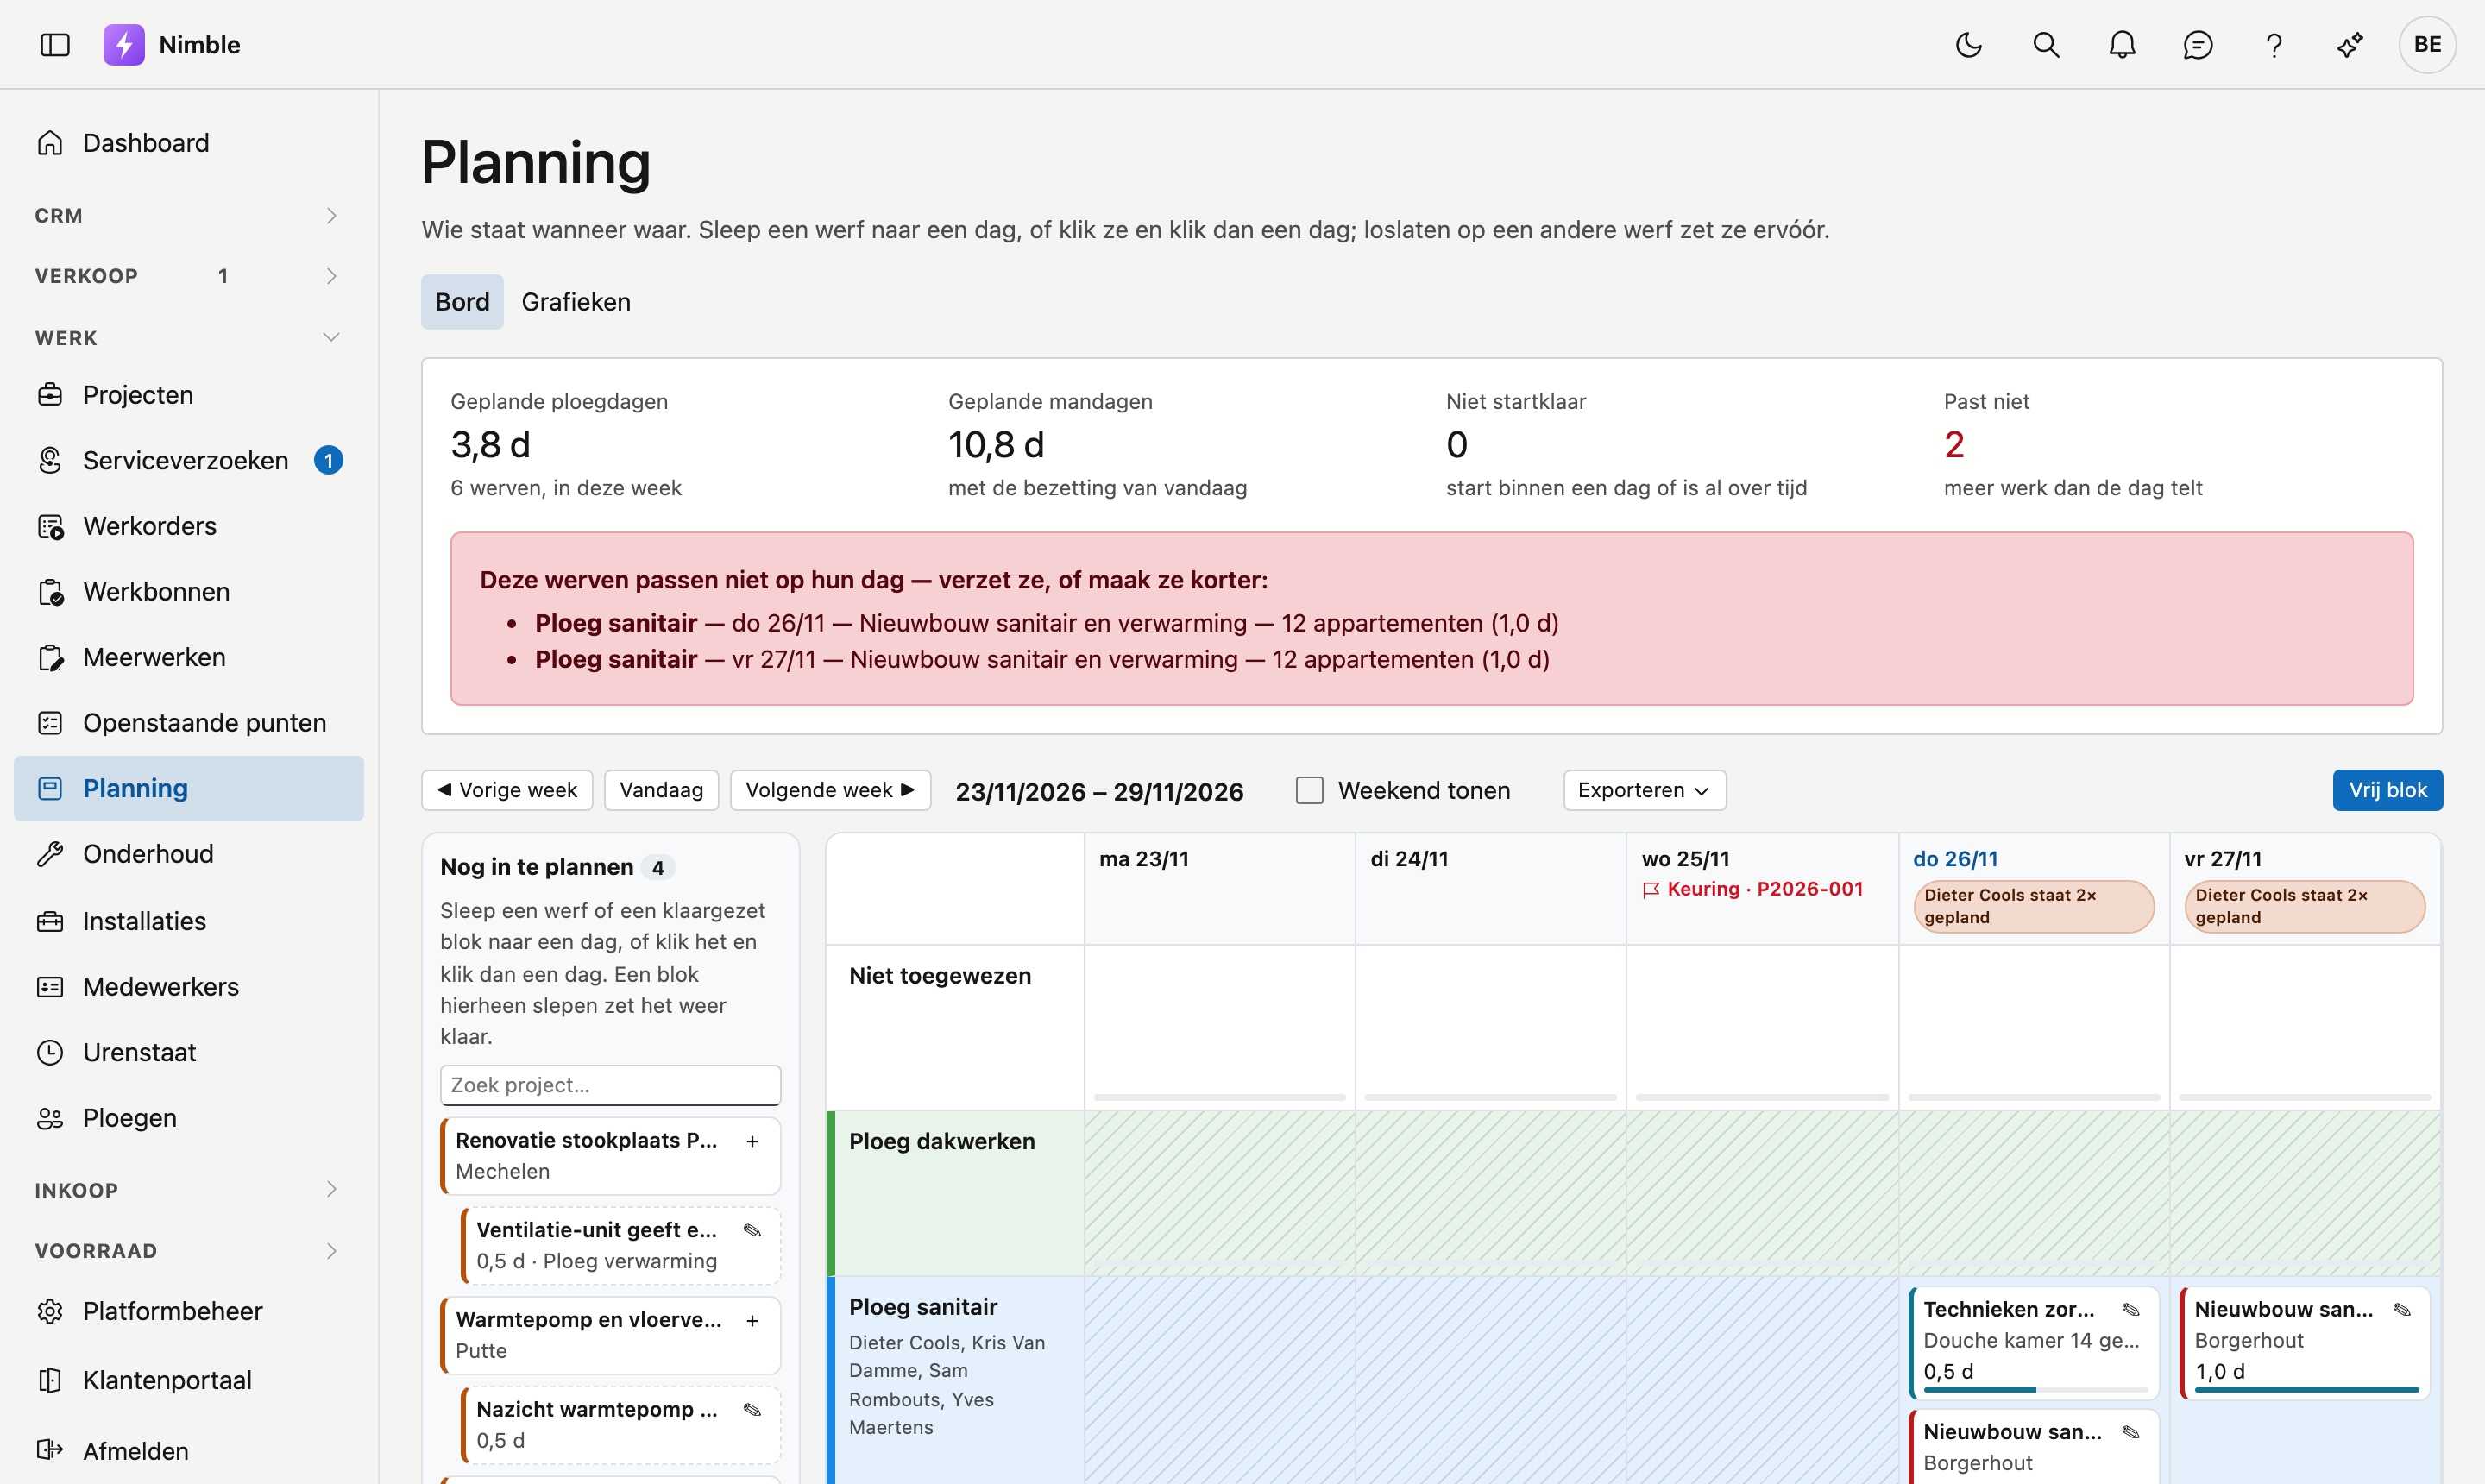 Nimble
BE
Dashboard
CRM
VERKOOP 1
WERK
Projecten
Serviceverzoeken 1
Werkorders
Werkbonnen
Meerwerken
Openstaande punten
Planning
Onderhoud
Installaties
Medewerkers
Urenstaat
Ploegen
INKOOP
VOORRAAD
Platformbeheer
Klantenportaal
Afmelden
Planning
Wie staat wanneer waar. Sleep een werf naar een dag, of klik ze en klik dan een dag; loslaten op een andere werf zet ze ervóór.
Bord Grafieken
Geplande ploegdagen
3,8 d
6 werven, in deze week
Geplande mandagen
10,8 d
met de bezetting van vandaag
Niet startklaar
0
start binnen een dag of is al over tijd
Past niet
2
meer werk dan de dag telt
Deze werven passen niet op hun dag — verzet ze, of maak ze korter:
• Ploeg sanitair — do 26/11 — Nieuwbouw sanitair en verwarming — 12 appartementen (1,0 d)
• Ploeg sanitair — vr 27/11 — Nieuwbouw sanitair en verwarming — 12 appartementen (1,0 d)
◀ Vorige week Vandaag Volgende week ▶ 23/11/2026 – 29/11/2026 Weekend tonen Exporteren Vrij blok
Nog in te plannen 4
Sleep een werf of een klaargezet
blok naar een dag, of klik het en
klik dan een dag. Een blok
hierheen slepen zet het weer
klaar.
Zoek project...
Renovatie stookplaats P... +
Mechelen
Ventilatie-unit geeft e... ✎
0,5 d · Ploeg verwarming
Warmtepomp en vloerve... +
Putte
Nazicht warmtepomp ... ✎
0,5 d
ma 23/11
di 24/11
wo 25/11
Keuring · P2026-001
do 26/11
Dieter Cools staat 2×
gepland
vr 27/11
Dieter Cools staat 2×
gepland
Niet toegewezen
Ploeg dakwerken
Ploeg sanitair
Dieter Cools, Kris Van
Damme, Sam
Rombouts, Yves
Maertens
Technieken zor... ✎
Douche kamer 14 ge...
0,5 d
Nieuwbouw san... ✎
Borgerhout
Nieuwbouw san... ✎
Borgerhout
1,0 d